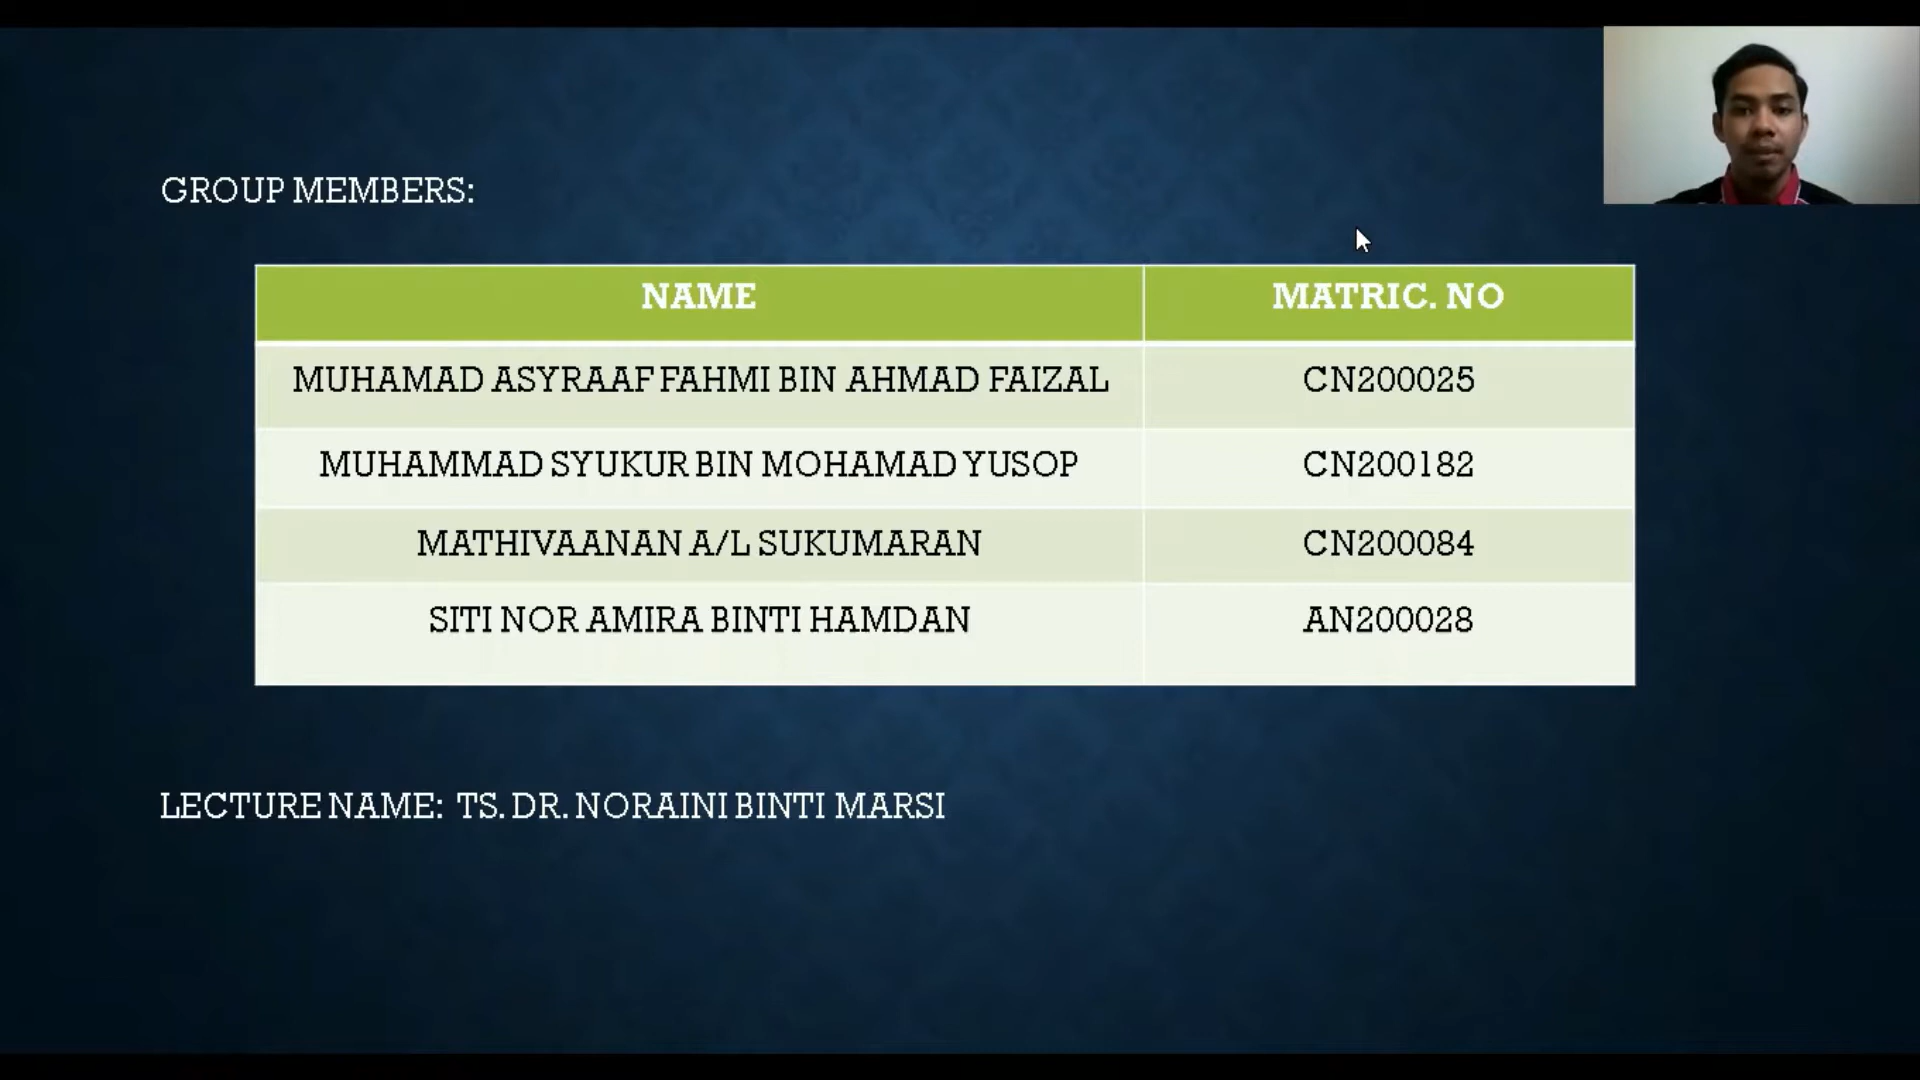 GROUP MEMBERS:
NAME MATRIC. NO
MUHAMAD ASYRAAF FAHMI BIN AHMAD FAIZAL CN200025
MUHAMMAD SYUKUR BIN MOHAMAD YUSOP CN200182
MATHIVAANAN A/L SUKUMARAN CN200084
SITI NOR AMIRA BINTI HAMDAN AN200028
LECTURE NAME: TS. DR. NORAINI BINTI MARSI